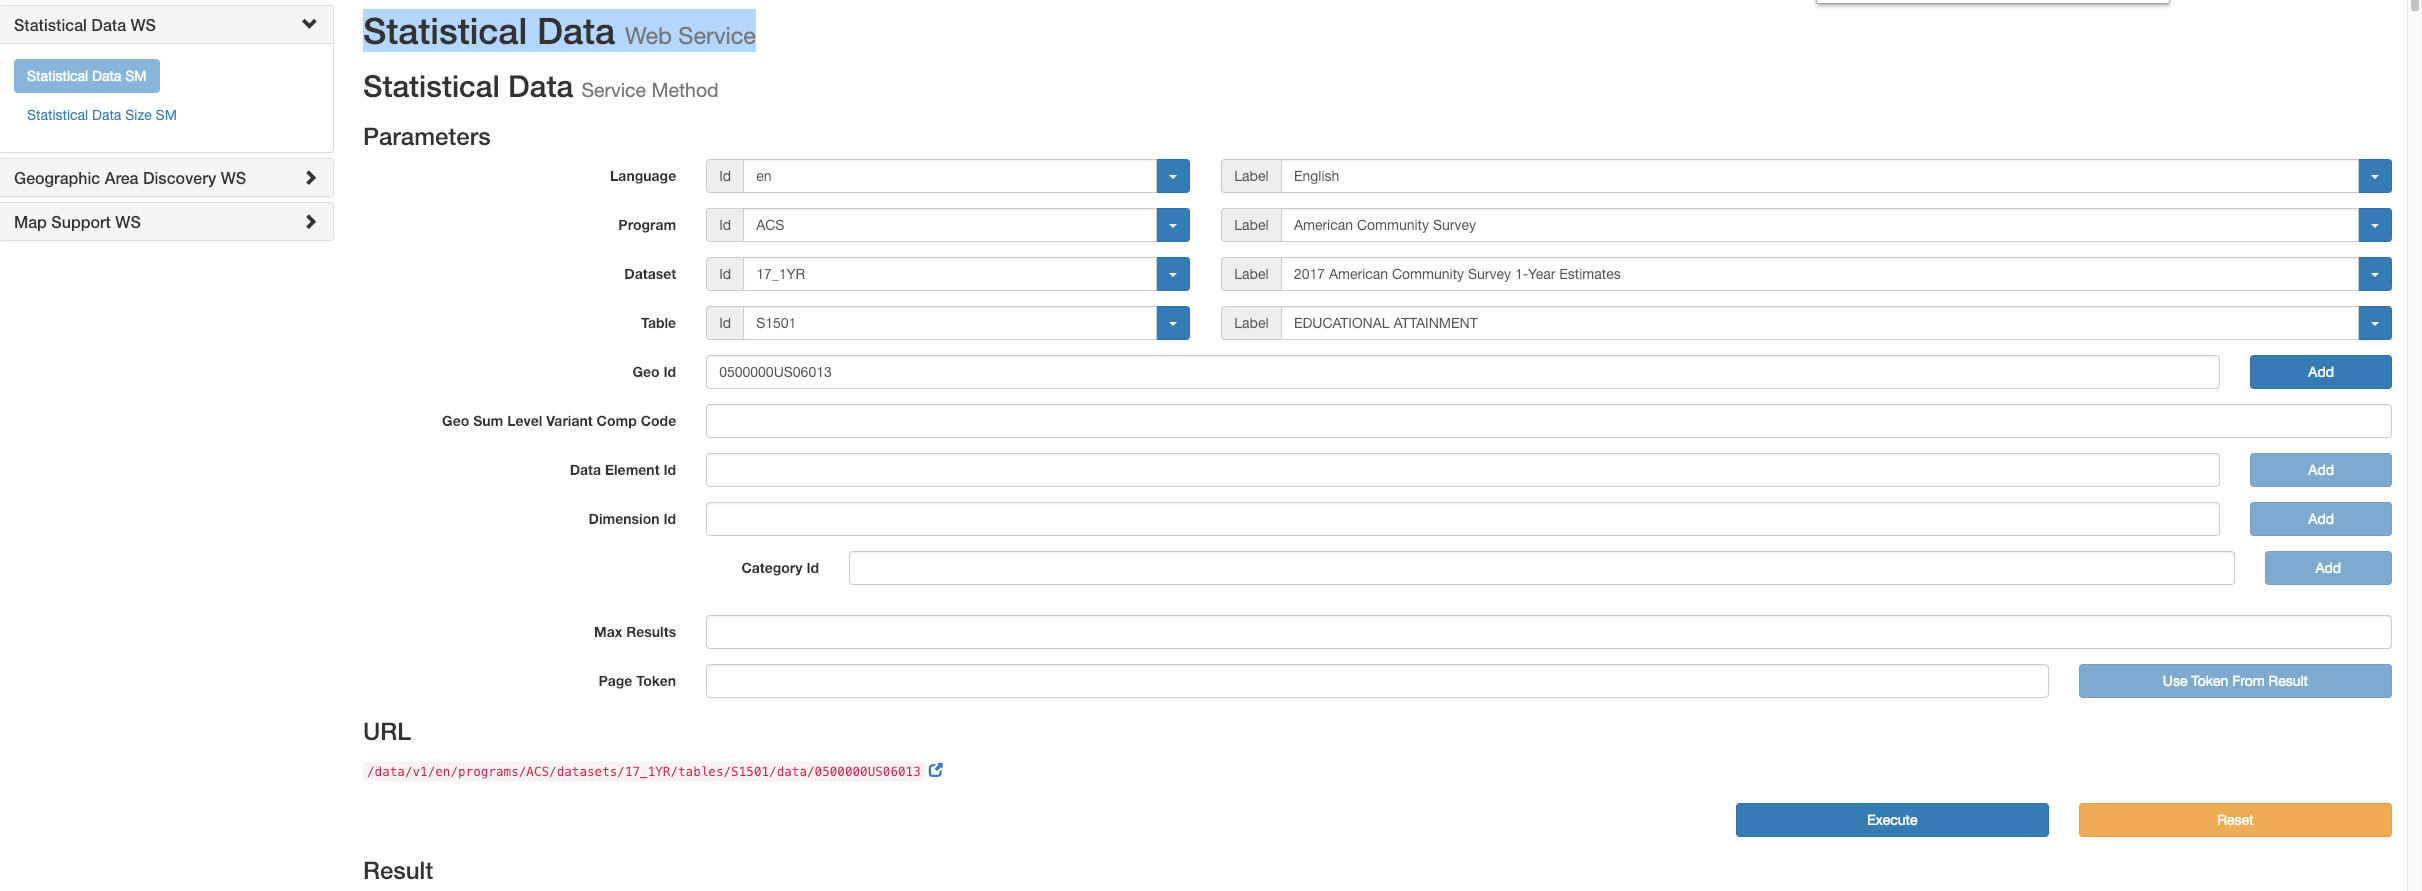 Statistical Data WS
Statistical Data SM
Statistical Data Size SM
Geographic Area Discovery WS
Map Support WS
Statistical Data Web Service
Statistical Data Service Method
Parameters
Language Id en Label English
Program Id ACS Label American Community Survey
Dataset Id 17_1YR Label 2017 American Community Survey 1-Year Estimates
Table Id S1501 Label EDUCATIONAL ATTAINMENT
Geo Id 0500000US06013 Add
Geo Sum Level Variant Comp Code
Data Element Id Add
Dimension Id Add
Category Id Add
Max Results
Page Token Use Token From Result
URL
/data/v1/en/programs/ACS/datasets/17_1YR/tables/S1501/data/0500000US06013
Execute Reset
Result